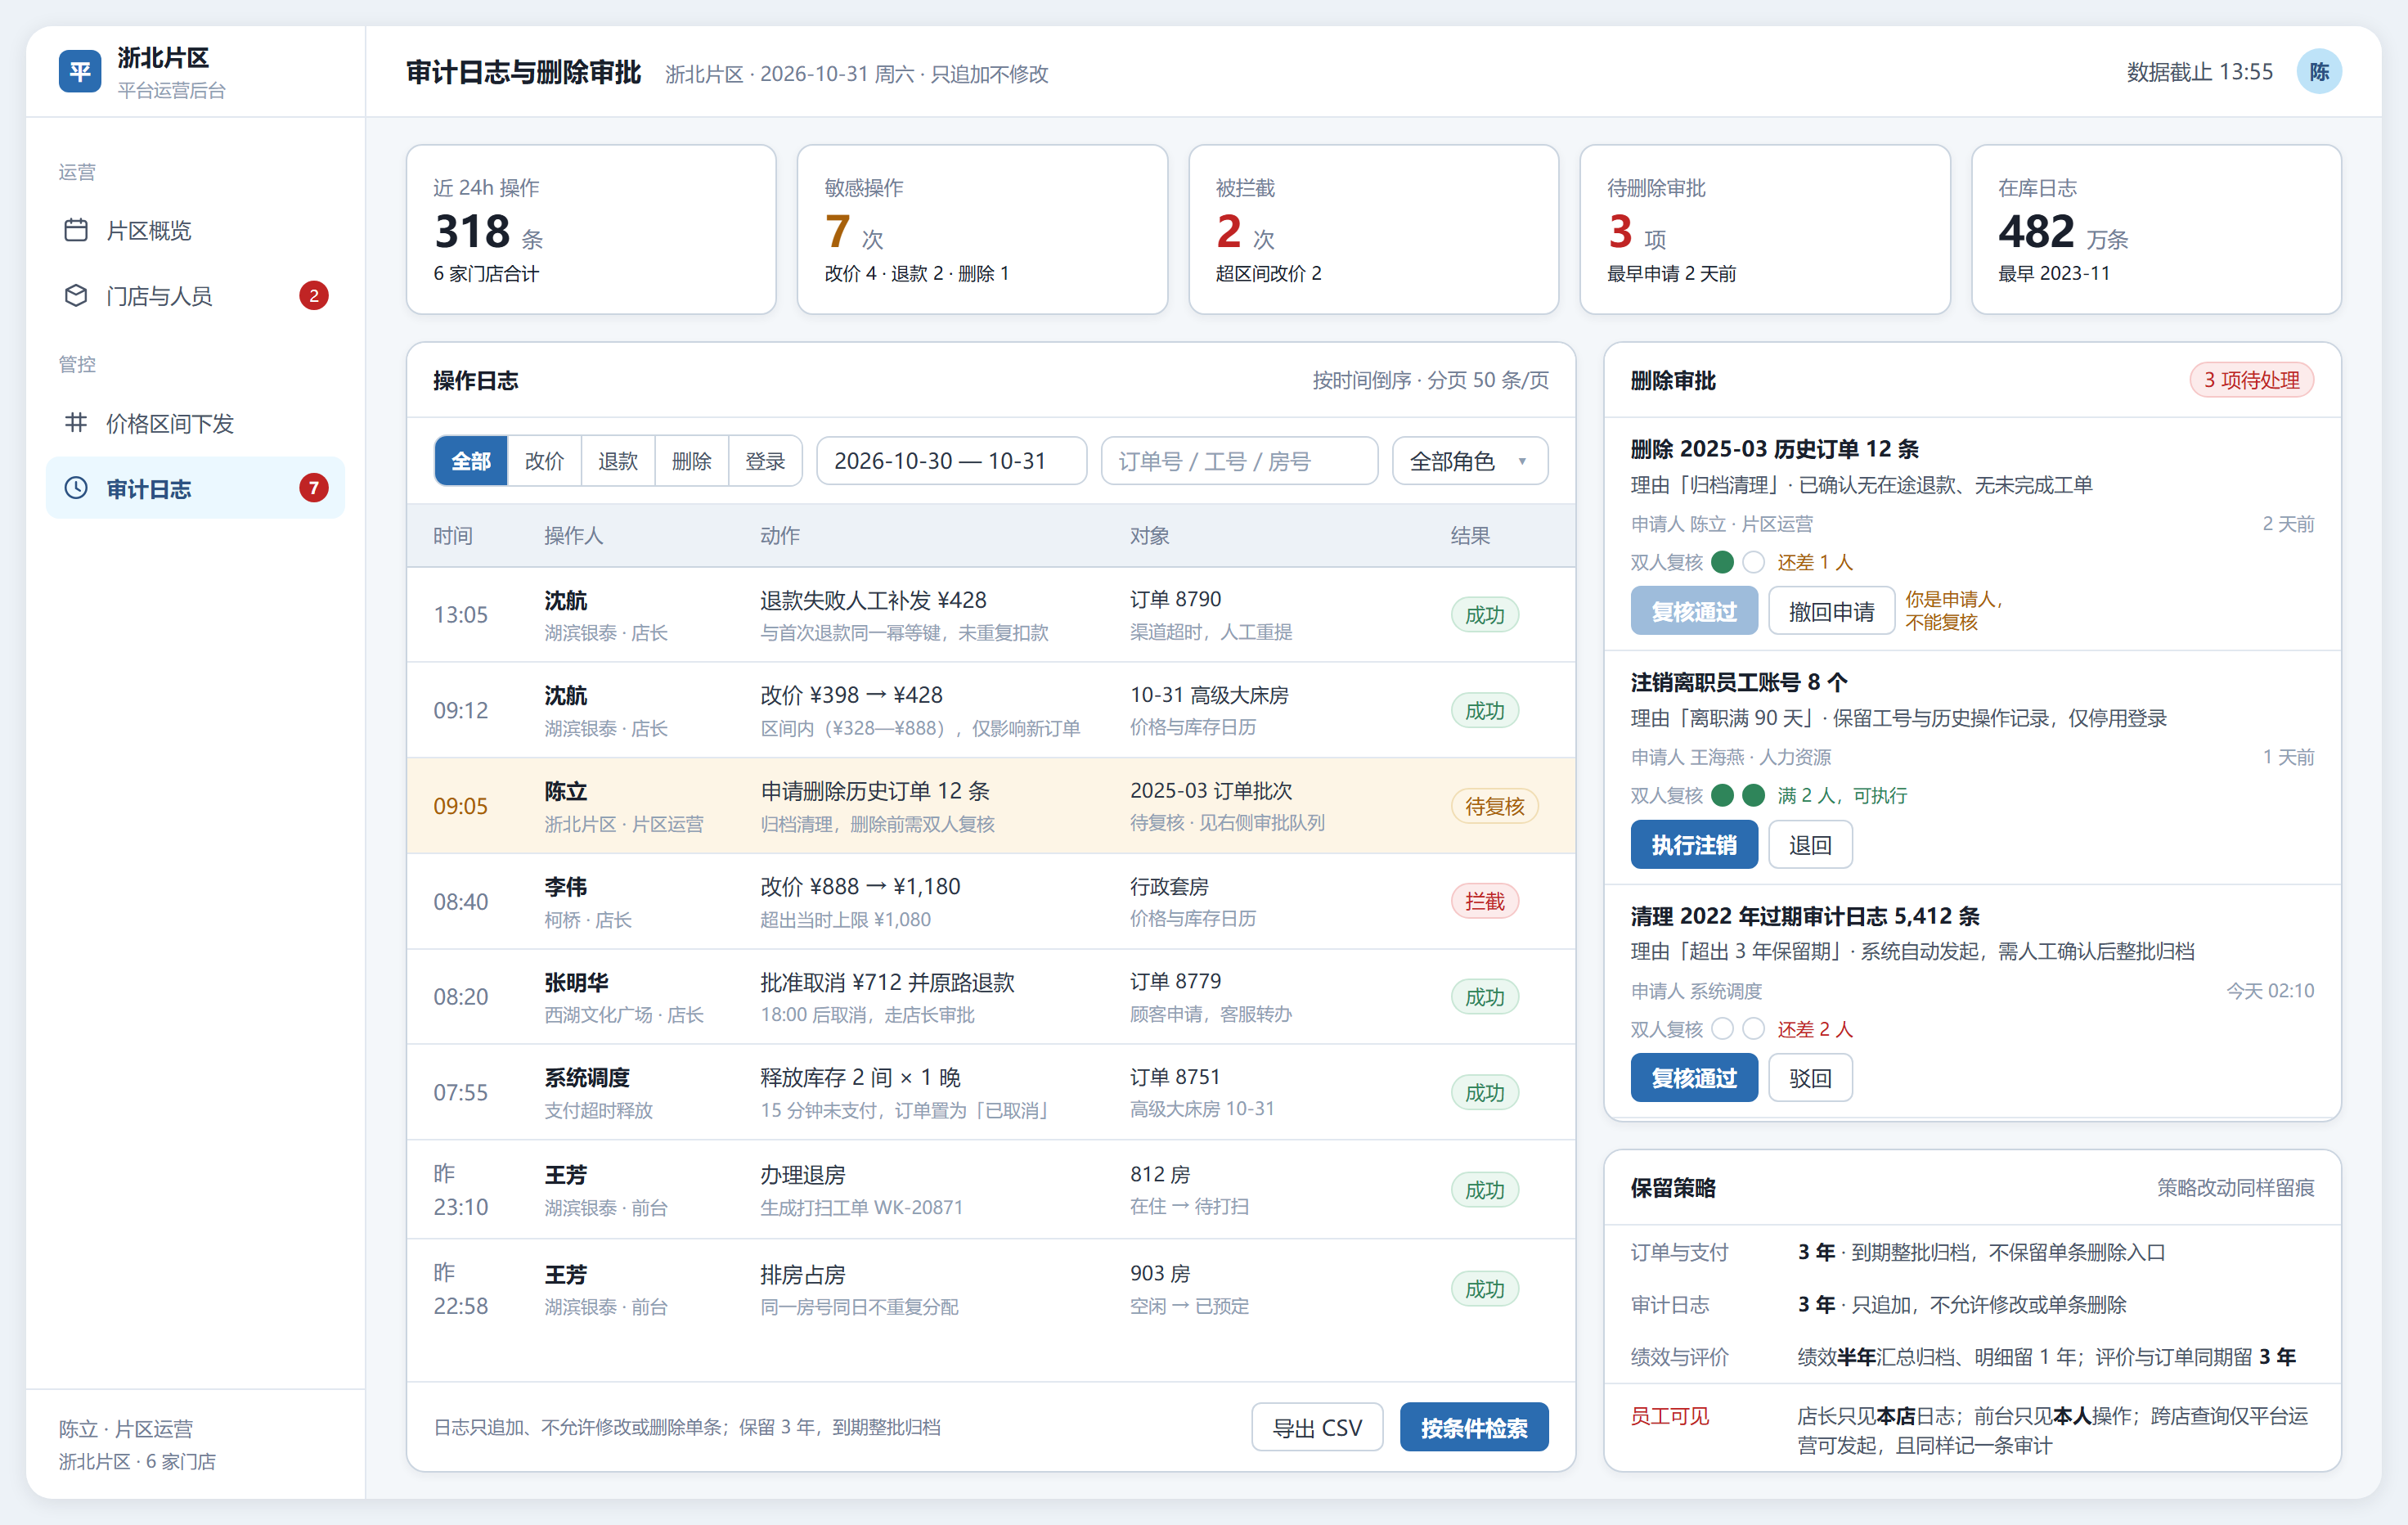 平
浙北片区
平台运营后台
审计日志与删除审批
浙北片区 · 2026-10-31 周六 · 只追加不修改
数据截止 13:55
陈
运营
片区概览
门店与人员
2
管控
价格区间下发
审计日志
7
陈立 · 片区运营
浙北片区 · 6 家门店
近 24h 操作
318 条
6 家门店合计
敏感操作
7 次
改价 4 · 退款 2 · 删除 1
被拦截
2 次
超区间改价 2
待删除审批
3 项
最早申请 2 天前
在库日志
482 万条
最早 2023-11
操作日志
按时间倒序 · 分页 50 条/页
全部
改价
退款
删除
登录
2026-10-30 — 10-31
订单号 / 工号 / 房号
全部角色
时间
操作人
动作
对象
结果
13:05
沈航
湖滨银泰 · 店长
退款失败人工补发 ¥428
与首次退款同一幂等键，未重复扣款
订单 8790
渠道超时，人工重提
成功
09:12
沈航
湖滨银泰 · 店长
改价 ¥398 → ¥428
区间内（¥328—¥888），仅影响新订单
10-31 高级大床房
价格与库存日历
成功
09:05
陈立
浙北片区 · 片区运营
申请删除历史订单 12 条
归档清理，删除前需双人复核
2025-03 订单批次
待复核 · 见右侧审批队列
待复核
08:40
李伟
柯桥 · 店长
改价 ¥888 → ¥1,180
超出当时上限 ¥1,080
行政套房
价格与库存日历
拦截
08:20
张明华
西湖文化广场 · 店长
批准取消 ¥712 并原路退款
18:00 后取消，走店长审批
订单 8779
顾客申请，客服转办
成功
07:55
系统调度
支付超时释放
释放库存 2 间 × 1 晚
15 分钟未支付，订单置为「已取消」
订单 8751
高级大床房 10-31
成功
昨
23:10
王芳
湖滨银泰 · 前台
办理退房
生成打扫工单 WK-20871
812 房
在住 → 待打扫
成功
昨
22:58
王芳
湖滨银泰 · 前台
排房占房
同一房号同日不重复分配
903 房
空闲 → 已预定
成功
日志只追加、不允许修改或删除单条；保留 3 年，到期整批归档
导出 CSV
按条件检索
删除审批
3 项待处理
删除 2025-03 历史订单 12 条
理由「归档清理」· 已确认无在途退款、无未完成工单
申请人 陈立 · 片区运营
2 天前
双人复核
还差 1 人
复核通过
撤回申请
你是申请人，
不能复核
注销离职员工账号 8 个
理由「离职满 90 天」· 保留工号与历史操作记录，仅停用登录
申请人 王海燕 · 人力资源
1 天前
双人复核
满 2 人，可执行
执行注销
退回
清理 2022 年过期审计日志 5,412 条
理由「超出 3 年保留期」· 系统自动发起，需人工确认后整批归档
申请人 系统调度
今天 02:10
双人复核
还差 2 人
复核通过
驳回
保留策略
策略改动同样留痕
订单与支付
3 年 · 到期整批归档，不保留单条删除入口
审计日志
3 年 · 只追加，不允许修改或单条删除
绩效与评价
绩效半年汇总归档、明细留 1 年；评价与订单同期留 3 年
员工可见
店长只见本店日志；前台只见本人操作；跨店查询仅平台运
营可发起，且同样记一条审计